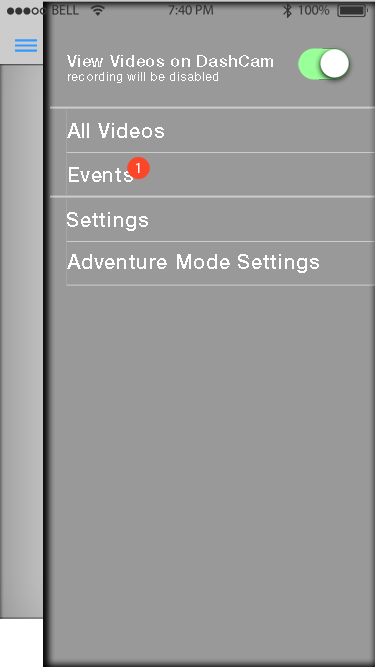 BELL 7:40 PM 100%
View Videos on DashCam
recording will be disabled
All Videos
Events 1
Settings
Adventure Mode Settings